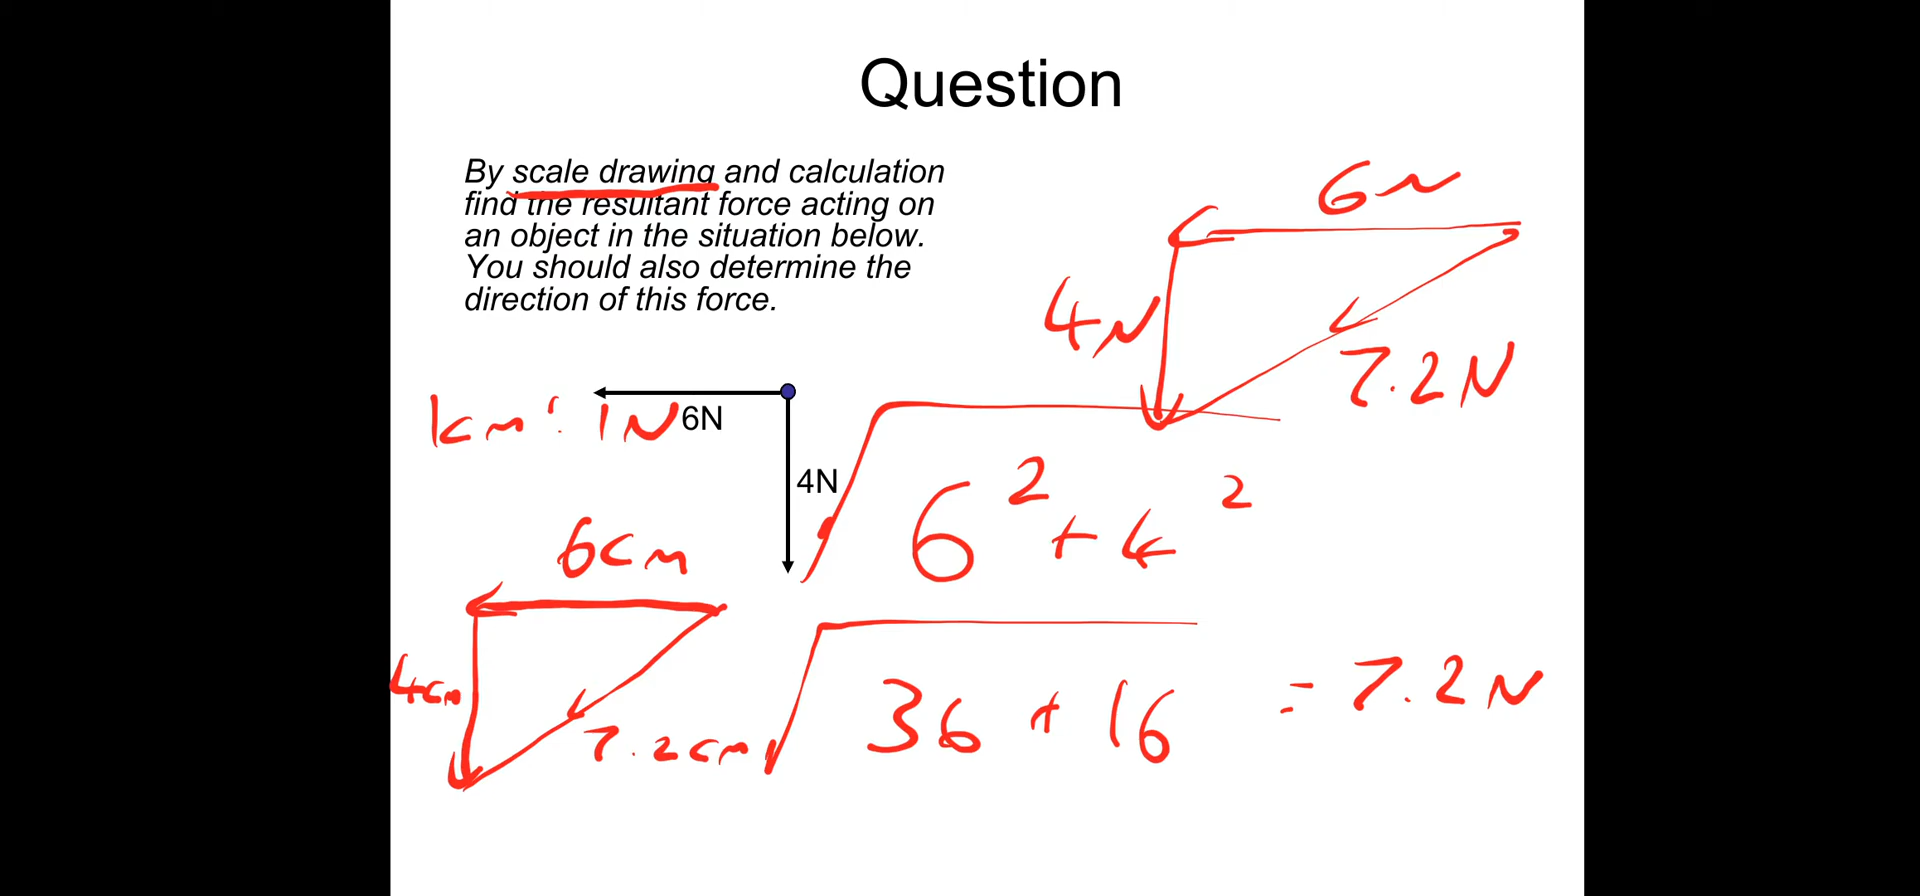 Question
By scale drawing and calculation
find the resultant force acting on
an object in the situation below.
You should also determine the
direction of this force.
6N
4N
7.2N
1cm : 1N
6N
4N
6² + 4²
6cm
4cm
7.2cm
√36 + 16 = 7.2N